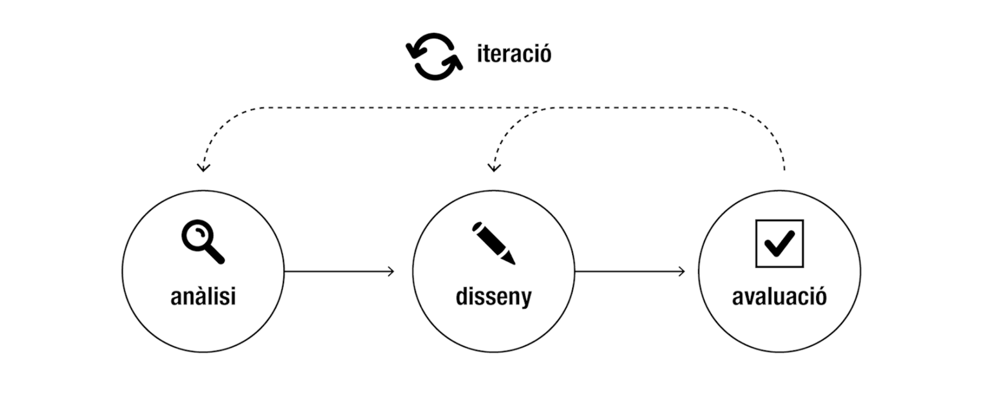 iteració
anàlisi
disseny
avaluació